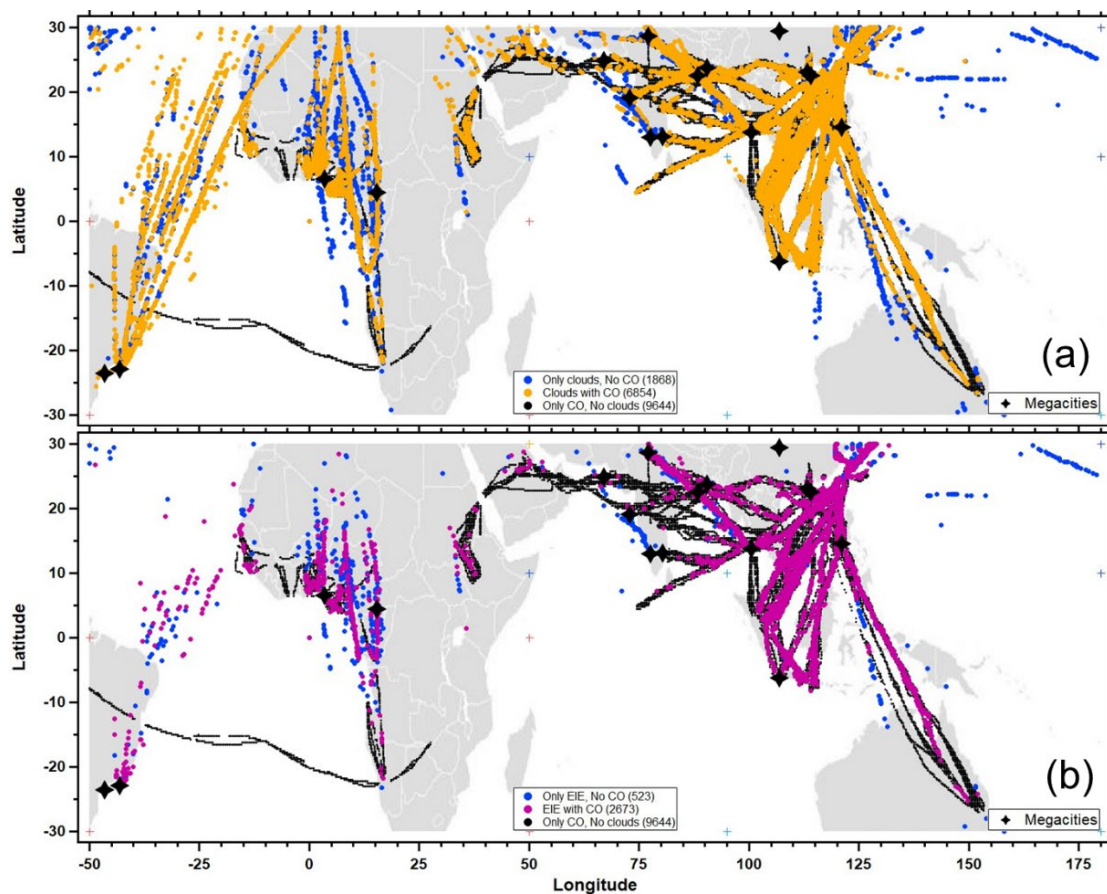 30
20
10
0
-10
-20
-30
Latitude
Only clouds, No CO (1868)
Clouds with CO (6854)
Only CO, No clouds (9644)
(a)
Megacities
30
20
10
0
-10
-20
-30
Latitude
Only EIE, No CO (523)
EIE with CO (2673)
Only CO, No clouds (9644)
(b)
Megacities
-50 -25 0 25 50 75 100 125 150 175
Longitude